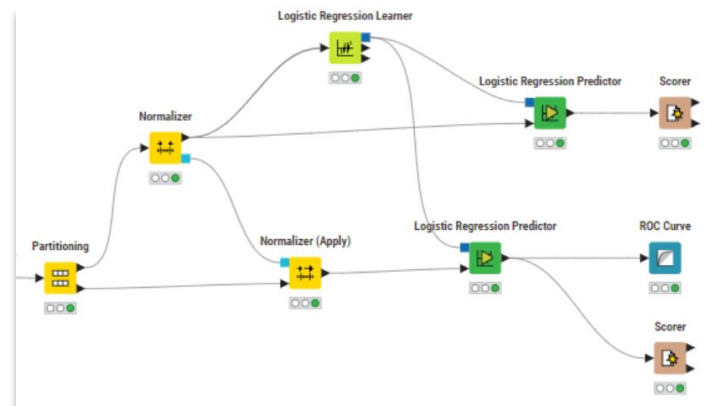 Logistic Regression Learner
Logistic Regression Predictor
Scorer
Normalizer
Partitioning
Normalizer (Apply)
Logistic Regression Predictor
ROC Curve
Scorer